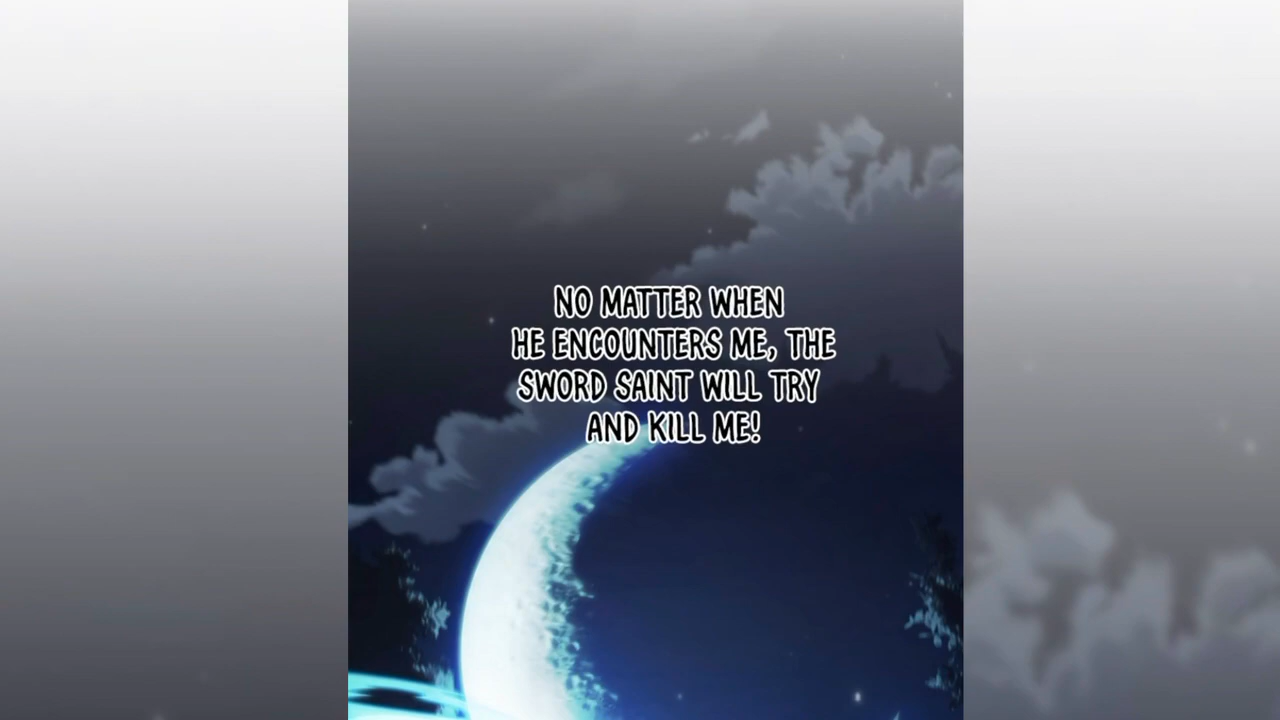 NO MATTER WHEN
HE ENCOUNTERS ME, THE
SWORD SAINT WILL TRY
AND KILL ME!